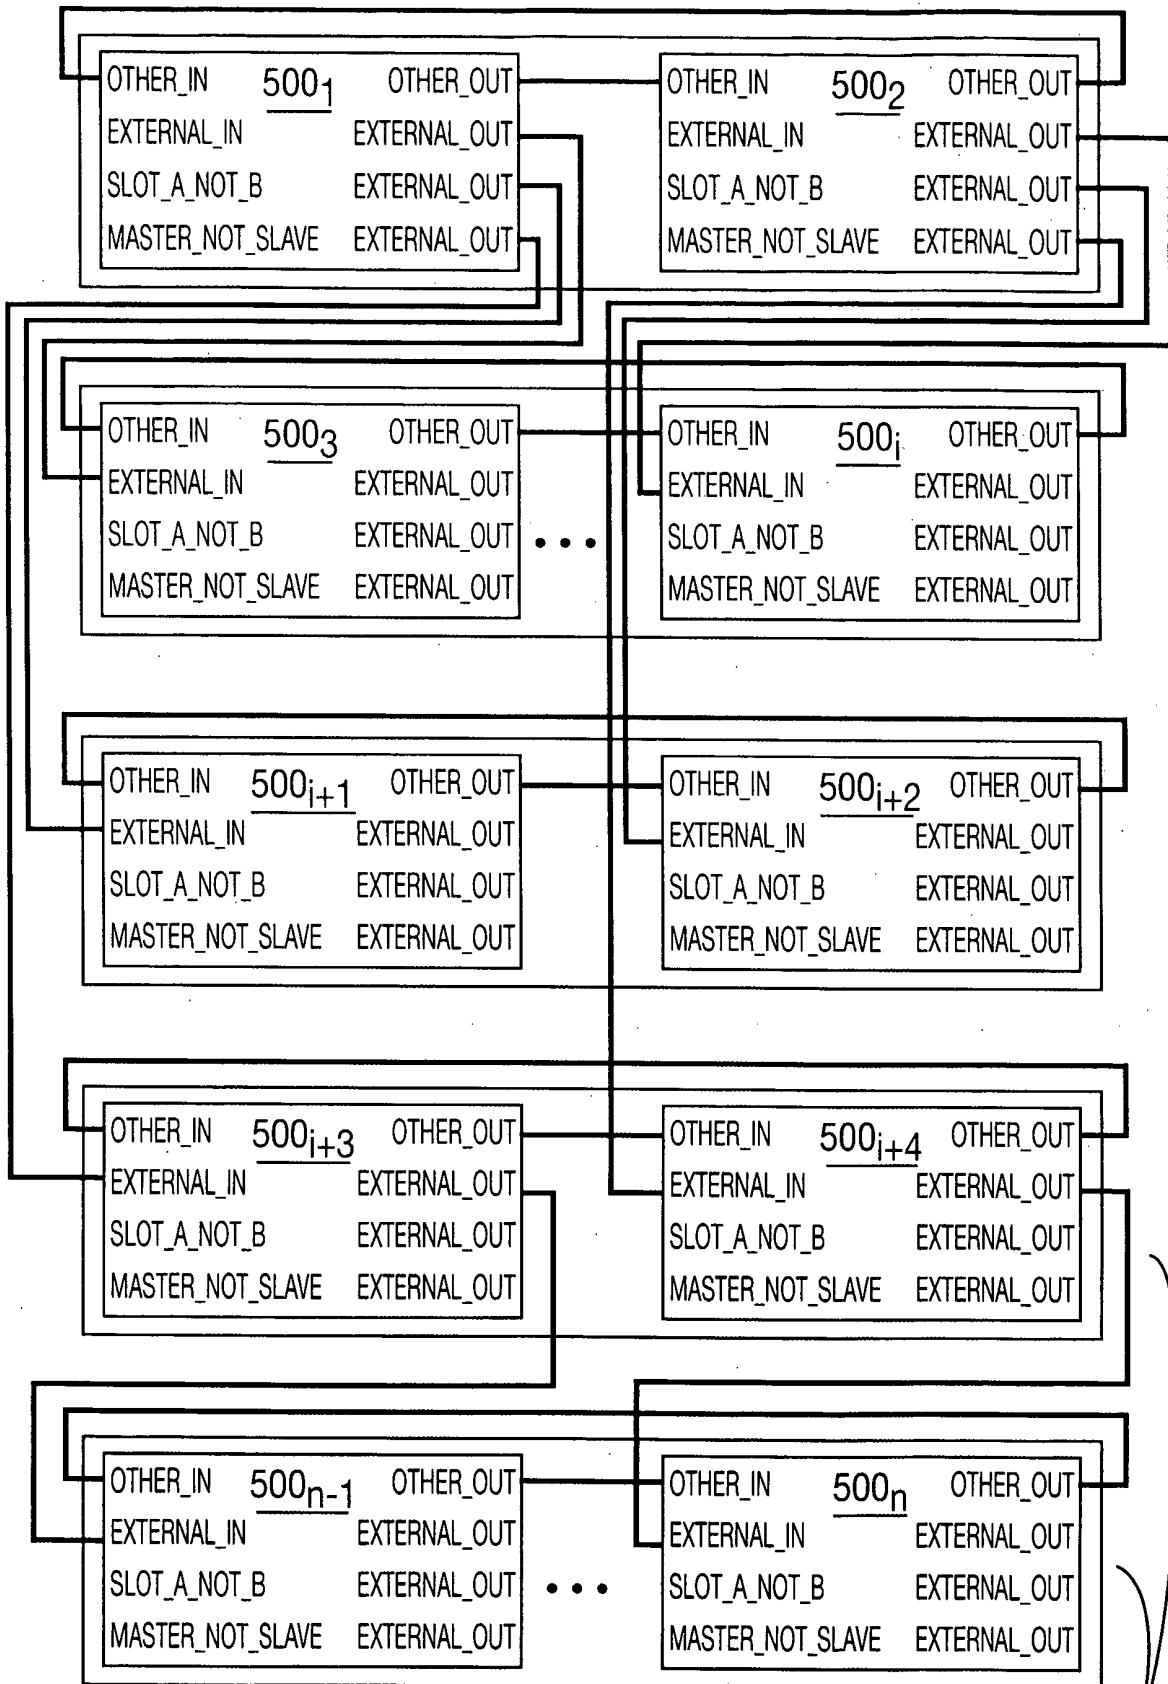 OTHER_IN 500₁ OTHER_OUT
EXTERNAL_IN EXTERNAL_OUT
SLOT_A_NOT_B EXTERNAL_OUT
MASTER_NOT_SLAVE EXTERNAL_OUT
OTHER_IN 500₂ OTHER_OUT
EXTERNAL_IN EXTERNAL_OUT
SLOT_A_NOT_B EXTERNAL_OUT
MASTER_NOT_SLAVE EXTERNAL_OUT
OTHER_IN 500₃ OTHER_OUT
EXTERNAL_IN EXTERNAL_OUT
SLOT_A_NOT_B EXTERNAL_OUT
MASTER_NOT_SLAVE EXTERNAL_OUT
• • •
OTHER_IN 500ᵢ OTHER_OUT
EXTERNAL_IN EXTERNAL_OUT
SLOT_A_NOT_B EXTERNAL_OUT
MASTER_NOT_SLAVE EXTERNAL_OUT
OTHER_IN 500ᵢ₊₁ OTHER_OUT
EXTERNAL_IN EXTERNAL_OUT
SLOT_A_NOT_B EXTERNAL_OUT
MASTER_NOT_SLAVE EXTERNAL_OUT
OTHER_IN 500ᵢ₊₂ OTHER_OUT
EXTERNAL_IN EXTERNAL_OUT
SLOT_A_NOT_B EXTERNAL_OUT
MASTER_NOT_SLAVE EXTERNAL_OUT
OTHER_IN 500ᵢ₊₃ OTHER_OUT
EXTERNAL_IN EXTERNAL_OUT
SLOT_A_NOT_B EXTERNAL_OUT
MASTER_NOT_SLAVE EXTERNAL_OUT
OTHER_IN 500ᵢ₊₄ OTHER_OUT
EXTERNAL_IN EXTERNAL_OUT
SLOT_A_NOT_B EXTERNAL_OUT
MASTER_NOT_SLAVE EXTERNAL_OUT
OTHER_IN 500ₙ₋₁ OTHER_OUT
EXTERNAL_IN EXTERNAL_OUT
SLOT_A_NOT_B EXTERNAL_OUT
MASTER_NOT_SLAVE EXTERNAL_OUT
• • •
OTHER_IN 500ₙ OTHER_OUT
EXTERNAL_IN EXTERNAL_OUT
SLOT_A_NOT_B EXTERNAL_OUT
MASTER_NOT_SLAVE EXTERNAL_OUT